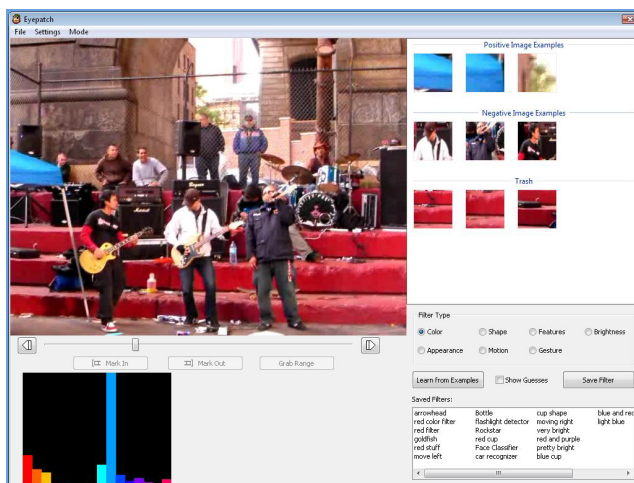 Eyepatch
File Settings Mode
Positive Image Examples
Negative Image Examples
Trash
Marshall
Filter Type
Color Shape Features Brightness
Appearance Motion Gesture
Mark In Mark Out Grab Range
Learn from Examples Show Guesses Save Filter
Saved Filters:
arrowhead Bottle cup shape blue and rec
red color filter flashlight detector moving right light blue
red filter Rockstar very bright
goldfish red cup red and purple
red stuff Face Classifier pretty bright
move left car recognizer blue cup